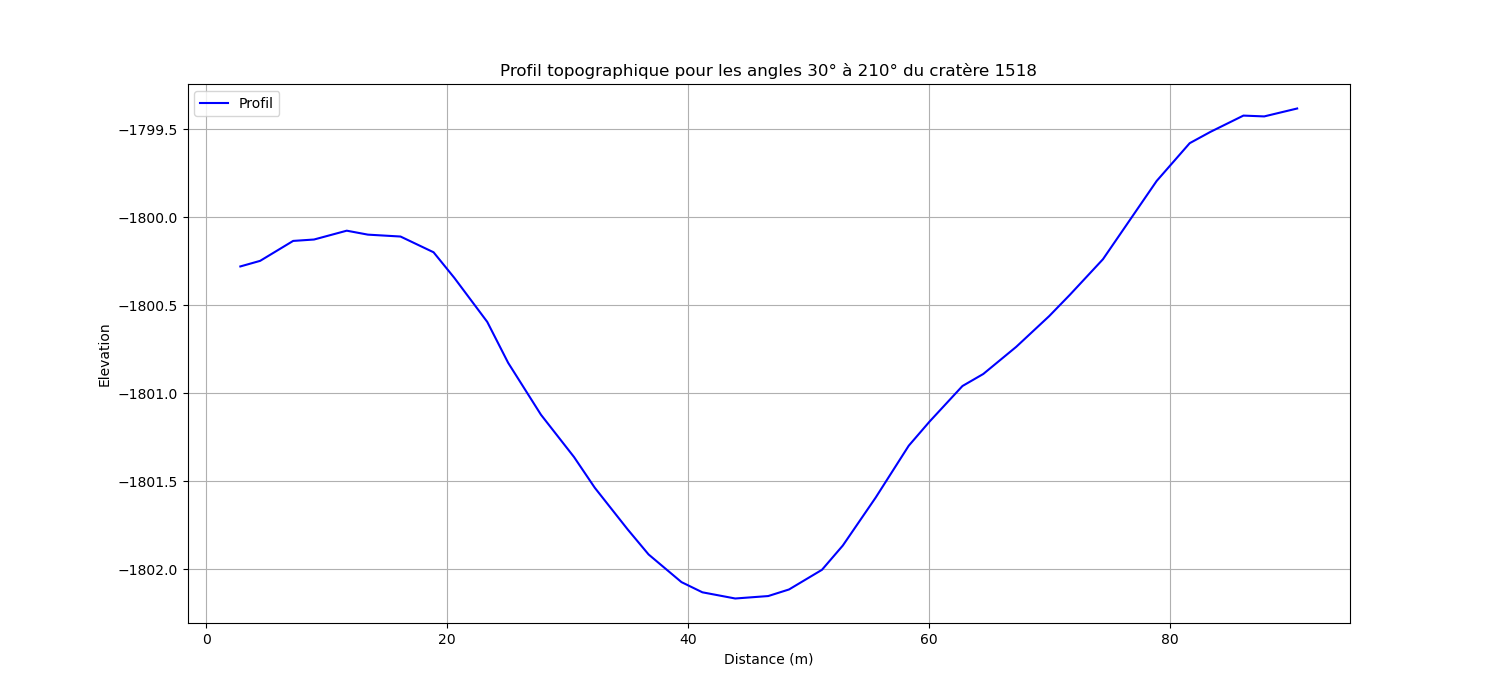 Profil topographique pour les angles 30° à 210° du cratère 1518
Profil
−1799.5
−1800.0
−1800.5
−1801.0
−1801.5
−1802.0
Elevation
0 20 40 60 80
Distance (m)